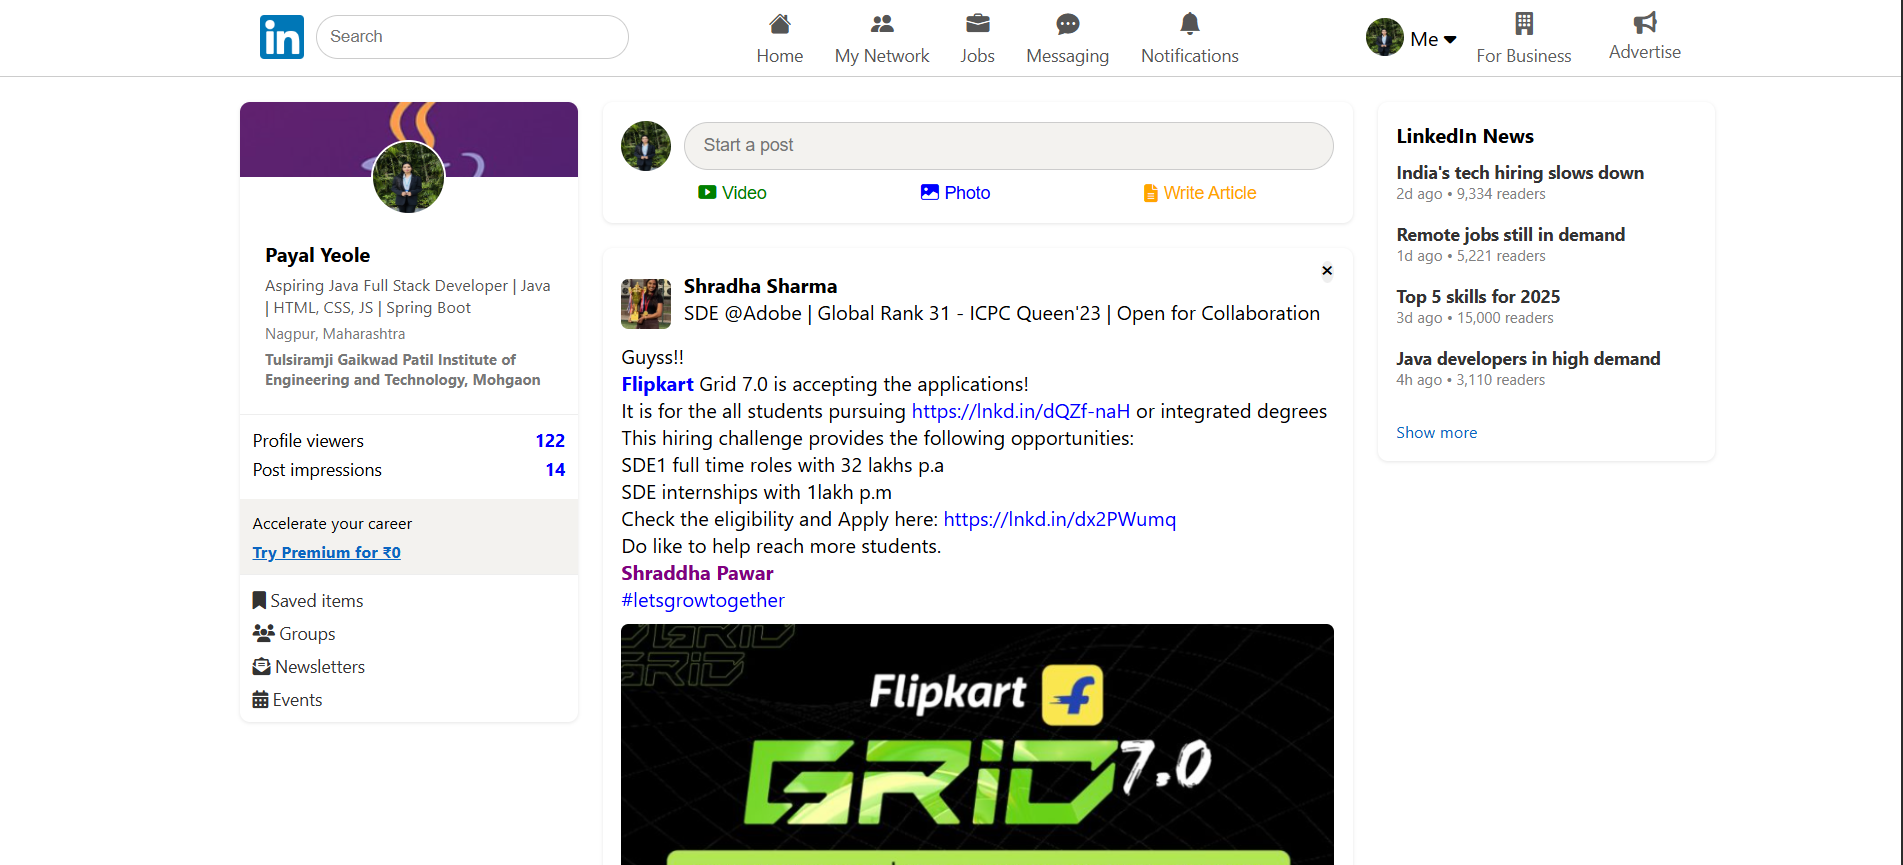 in
Search
Home
My Network
Jobs
Messaging
Notifications
Me
For Business
Advertise
Payal Yeole
Aspiring Java Full Stack Developer | Java
| HTML, CSS, JS | Spring Boot
Nagpur, Maharashtra
Tulsiramji Gaikwad Patil Institute of
Engineering and Technology, Mohgaon
Profile viewers 122
Post impressions 14
Accelerate your career
Try Premium for ₹0
Saved items
Groups
Newsletters
Events
Start a post
Video
Photo
Write Article
Shradha Sharma
SDE @Adobe | Global Rank 31 - ICPC Queen'23 | Open for Collaboration
Guyss!!
Flipkart Grid 7.0 is accepting the applications!
It is for the all students pursuing https://lnkd.in/dQZf-naH or integrated degrees
This hiring challenge provides the following opportunities:
SDE1 full time roles with 32 lakhs p.a
SDE internships with 1lakh p.m
Check the eligibility and Apply here: https://lnkd.in/dx2PWumq
Do like to help reach more students.
Shraddha Pawar
#letsgrowtogether
GRiD
GRiD
Flipkart f
GRiD 7.0
LinkedIn News
India's tech hiring slows down
2d ago • 9,334 readers
Remote jobs still in demand
1d ago • 5,221 readers
Top 5 skills for 2025
3d ago • 15,000 readers
Java developers in high demand
4h ago • 3,110 readers
Show more